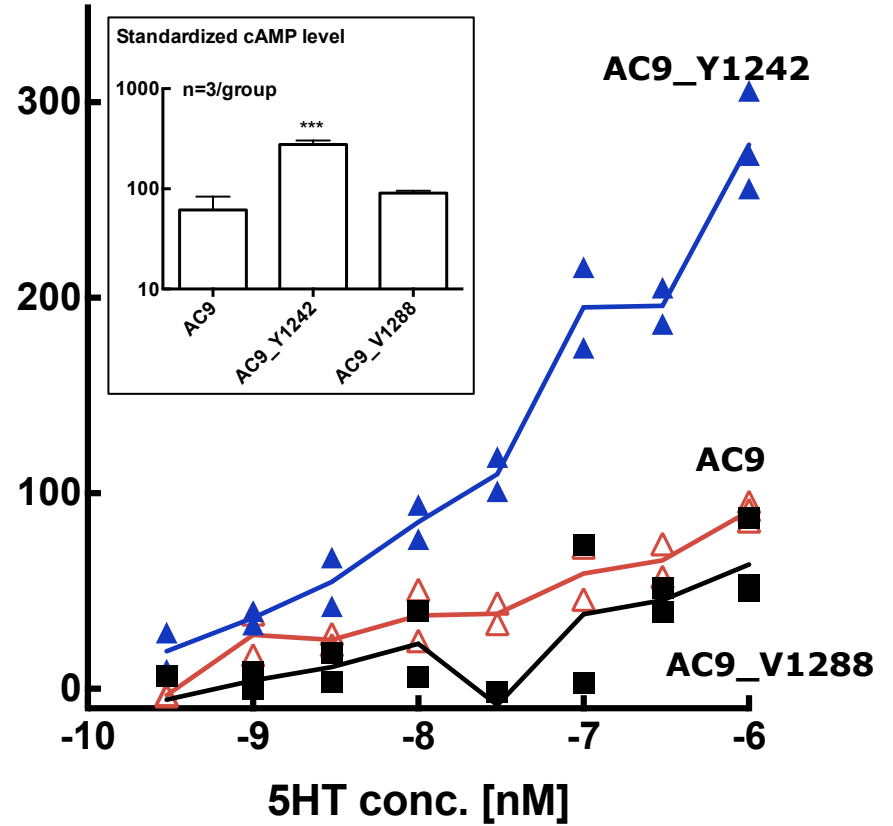 Standardized cAMP level
n=3/group
1000
100
10
***
AC9
AC9_Y1242
AC9_V1288
AC9_Y1242
AC9
AC9_V1288
300
200
100
0
-10
-9
-8
-7
-6
5HT conc. [nM]